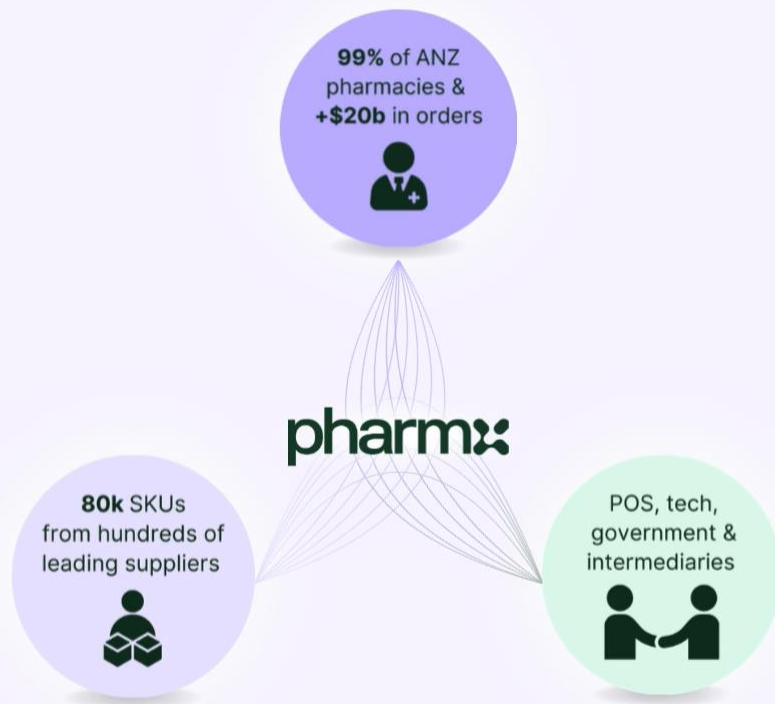 99% of ANZ
pharmacies &
+$20b in orders
pharmx
80k SKUs
from hundreds of
leading suppliers
POS, tech,
government &
intermediaries